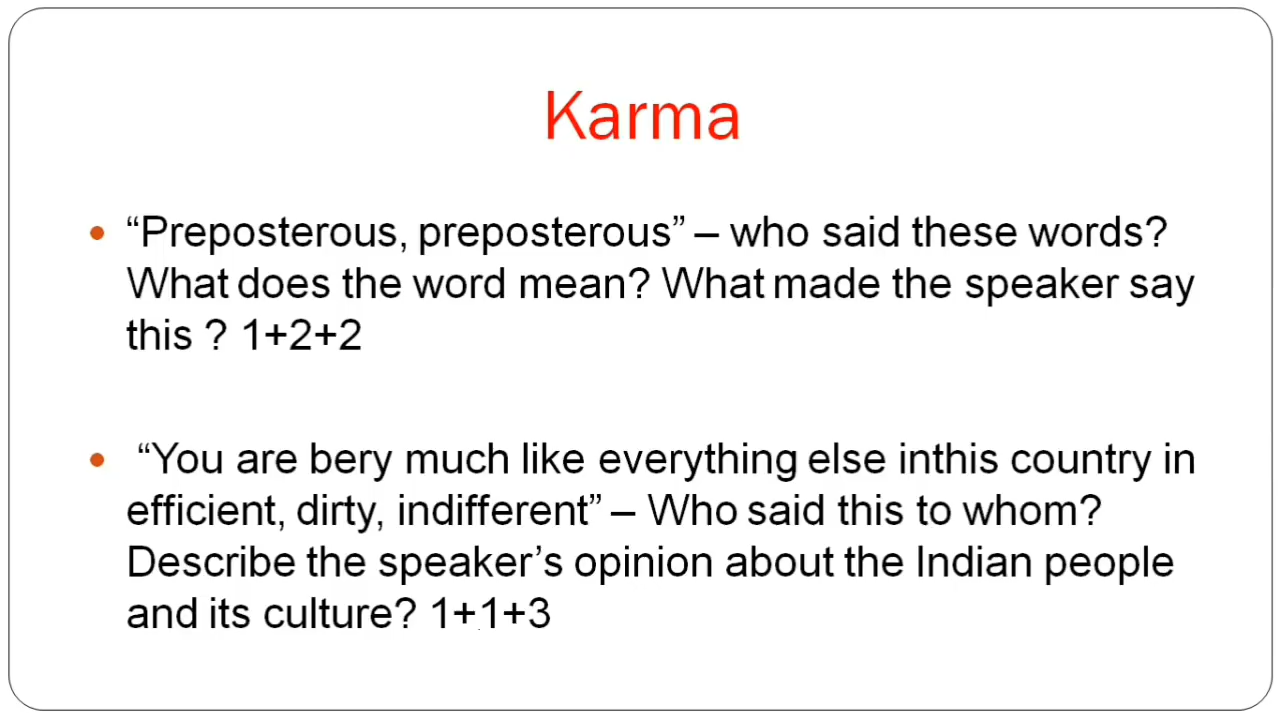 Karma
• “Preposterous, preposterous” – who said these words?
What does the word mean? What made the speaker say
this ? 1+2+2
• “You are bery much like everything else inthis country in
efficient, dirty, indifferent” – Who said this to whom?
Describe the speaker’s opinion about the Indian people
and its culture? 1+1+3